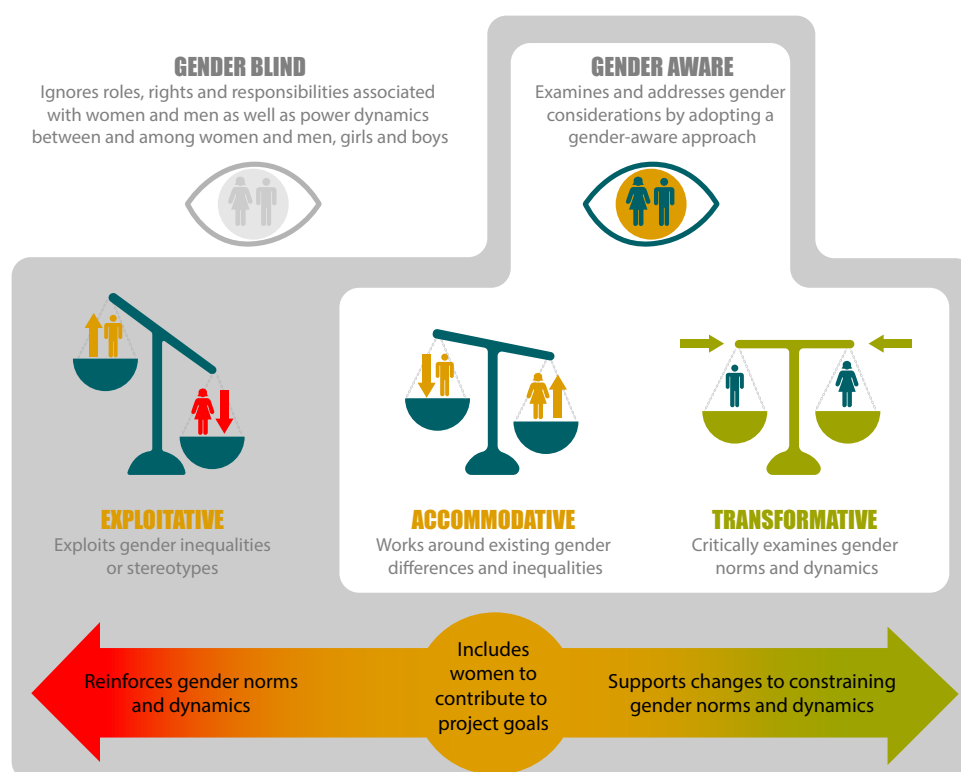 GENDER BLIND
Ignores roles, rights and responsibilities associated
with women and men as well as power dynamics
between and among women and men, girls and boys
GENDER AWARE
Examines and addresses gender
considerations by adopting a
gender-aware approach
EXPLOITATIVE
Exploits gender inequalities
or stereotypes
ACCOMMODATIVE
Works around existing gender
differences and inequalities
TRANSFORMATIVE
Critically examines gender
norms and dynamics
Reinforces gender norms
and dynamics
Includes
women to
contribute to
project goals
Supports changes to constraining
gender norms and dynamics